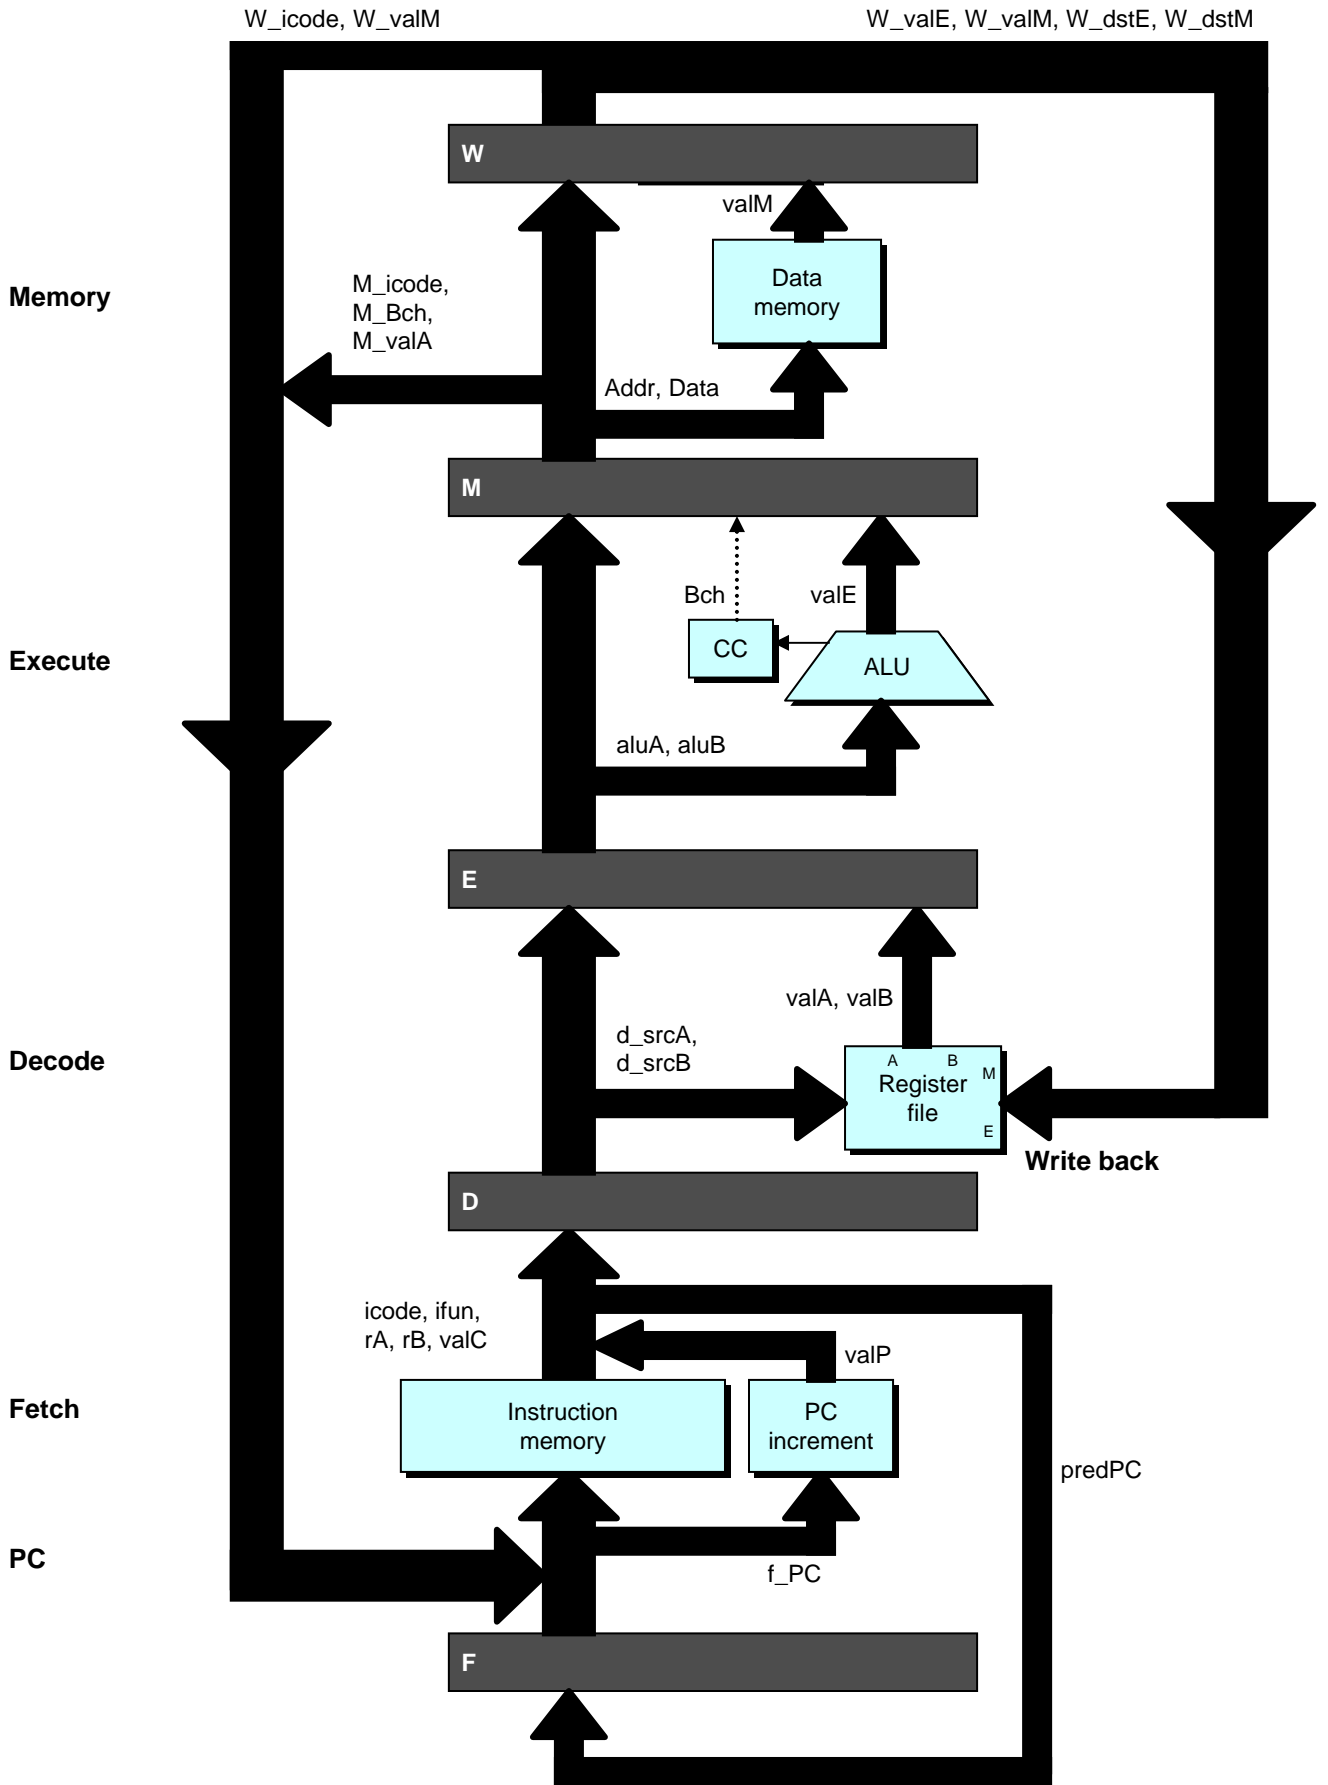 W_icode, W_valM
W_valE, W_valM, W_dstE, W_dstM
W
valM
Data
memory
Memory
M_icode,
M_Bch,
M_valA
Addr, Data
M
Bch
valE
CC
ALU
Execute
aluA, aluB
E
valA, valB
d_srcA,
d_srcB
Decode
A B
M
Register
file
E
Write back
D
icode, ifun,
rA, rB, valC
valP
Fetch
Instruction
memory
PC
increment
predPC
PC
f_PC
F